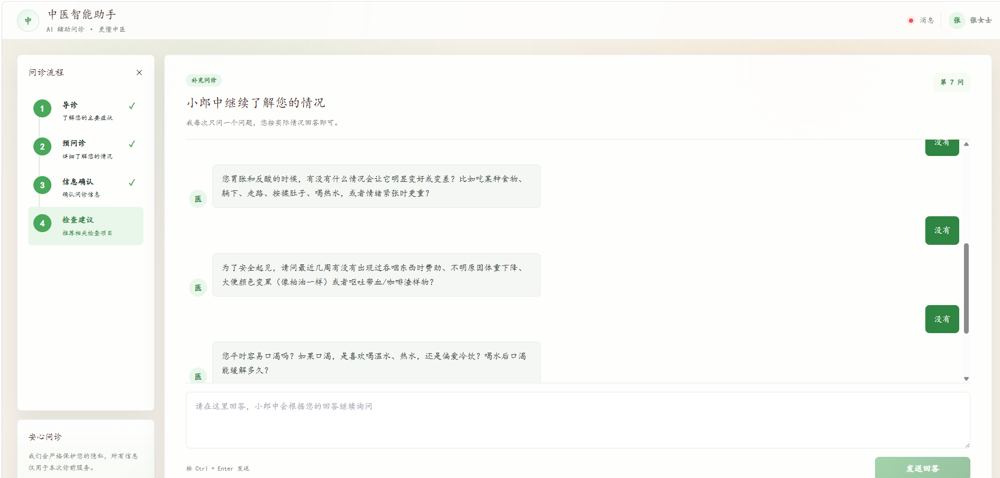 中
中医智能助手
AI 辅助问诊 • 更懂中医
消息
张
张女士
问诊流程
1
导诊
了解您的主要症状
2
预问诊
详细了解您的情况
3
信息确认
确认问诊信息
4
检查建议
推荐相关检查项目
安心问诊
我们会严格保护您的隐私，所有信息
仅用于本次诊前服务。
补充问诊
第 7 问
小郎中继续了解您的情况
我每次只问一个问题，您按实际情况回答即可。
没有
您胃胀和反酸的时候，有没有什么情况会让它明显变好或变差？比如吃某种食物、
躺下、走路、按揉肚子、喝热水，或者情绪紧张时更重？
医
没有
为了安全起见，请问最近几周有没有出现过吞咽东西时费劲、不明原因体重下降、
大便颜色变黑（像柏油一样）或者呕吐带血/咖啡渣样物？
医
没有
您平时容易口渴吗？如果口渴，是喜欢喝温水、热水，还是偏爱冷饮？喝水后口渴
能缓解多久？
医
请在这里回答，小郎中会根据您的回答继续询问
按 Ctrl + Enter 发送
发送回答